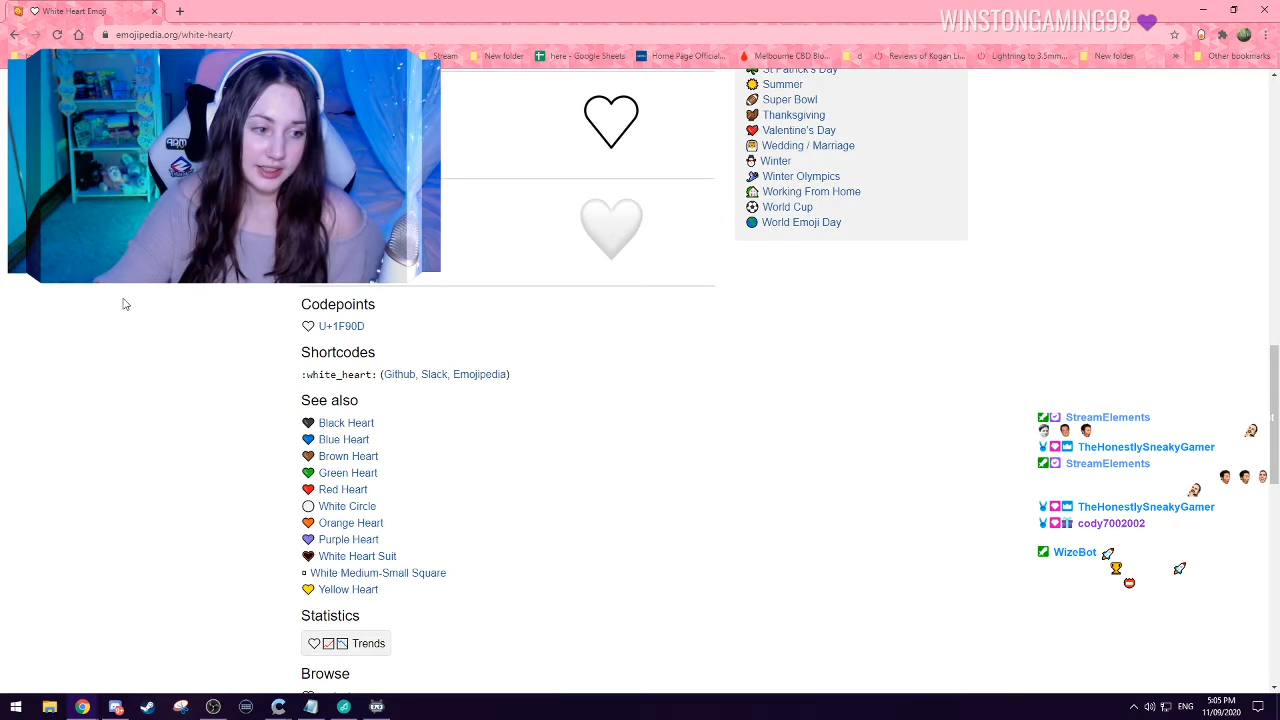 White Heart Emoji
WINSTONGAMING98
emojipedia.org/white-heart/
Stream
New folder
here - Google Sheets
Home Page Official...
Melbourne CBD Blo...
d
Reviews of Kogan Li...
Lightning to 3.5mm...
New folder
Other bookmarks
St Patrick's Day
Summer
Super Bowl
Thanksgiving
Valentine's Day
Wedding / Marriage
Winter
Winter Olympics
Working From Home
World Cup
World Emoji Day
Codepoints
U+1F90D
Shortcodes
:white_heart: (Github, Slack, Emojipedia)
See also
Black Heart
Blue Heart
Brown Heart
Green Heart
Red Heart
White Circle
Orange Heart
Purple Heart
White Heart Suit
White Medium-Small Square
Yellow Heart
Statistics
Trends
Browse
StreamElements
TheHonestlySneakyGamer
StreamElements
TheHonestlySneakyGamer
cody7002002
WizeBot
ENG
5:05 PM
11/09/2020